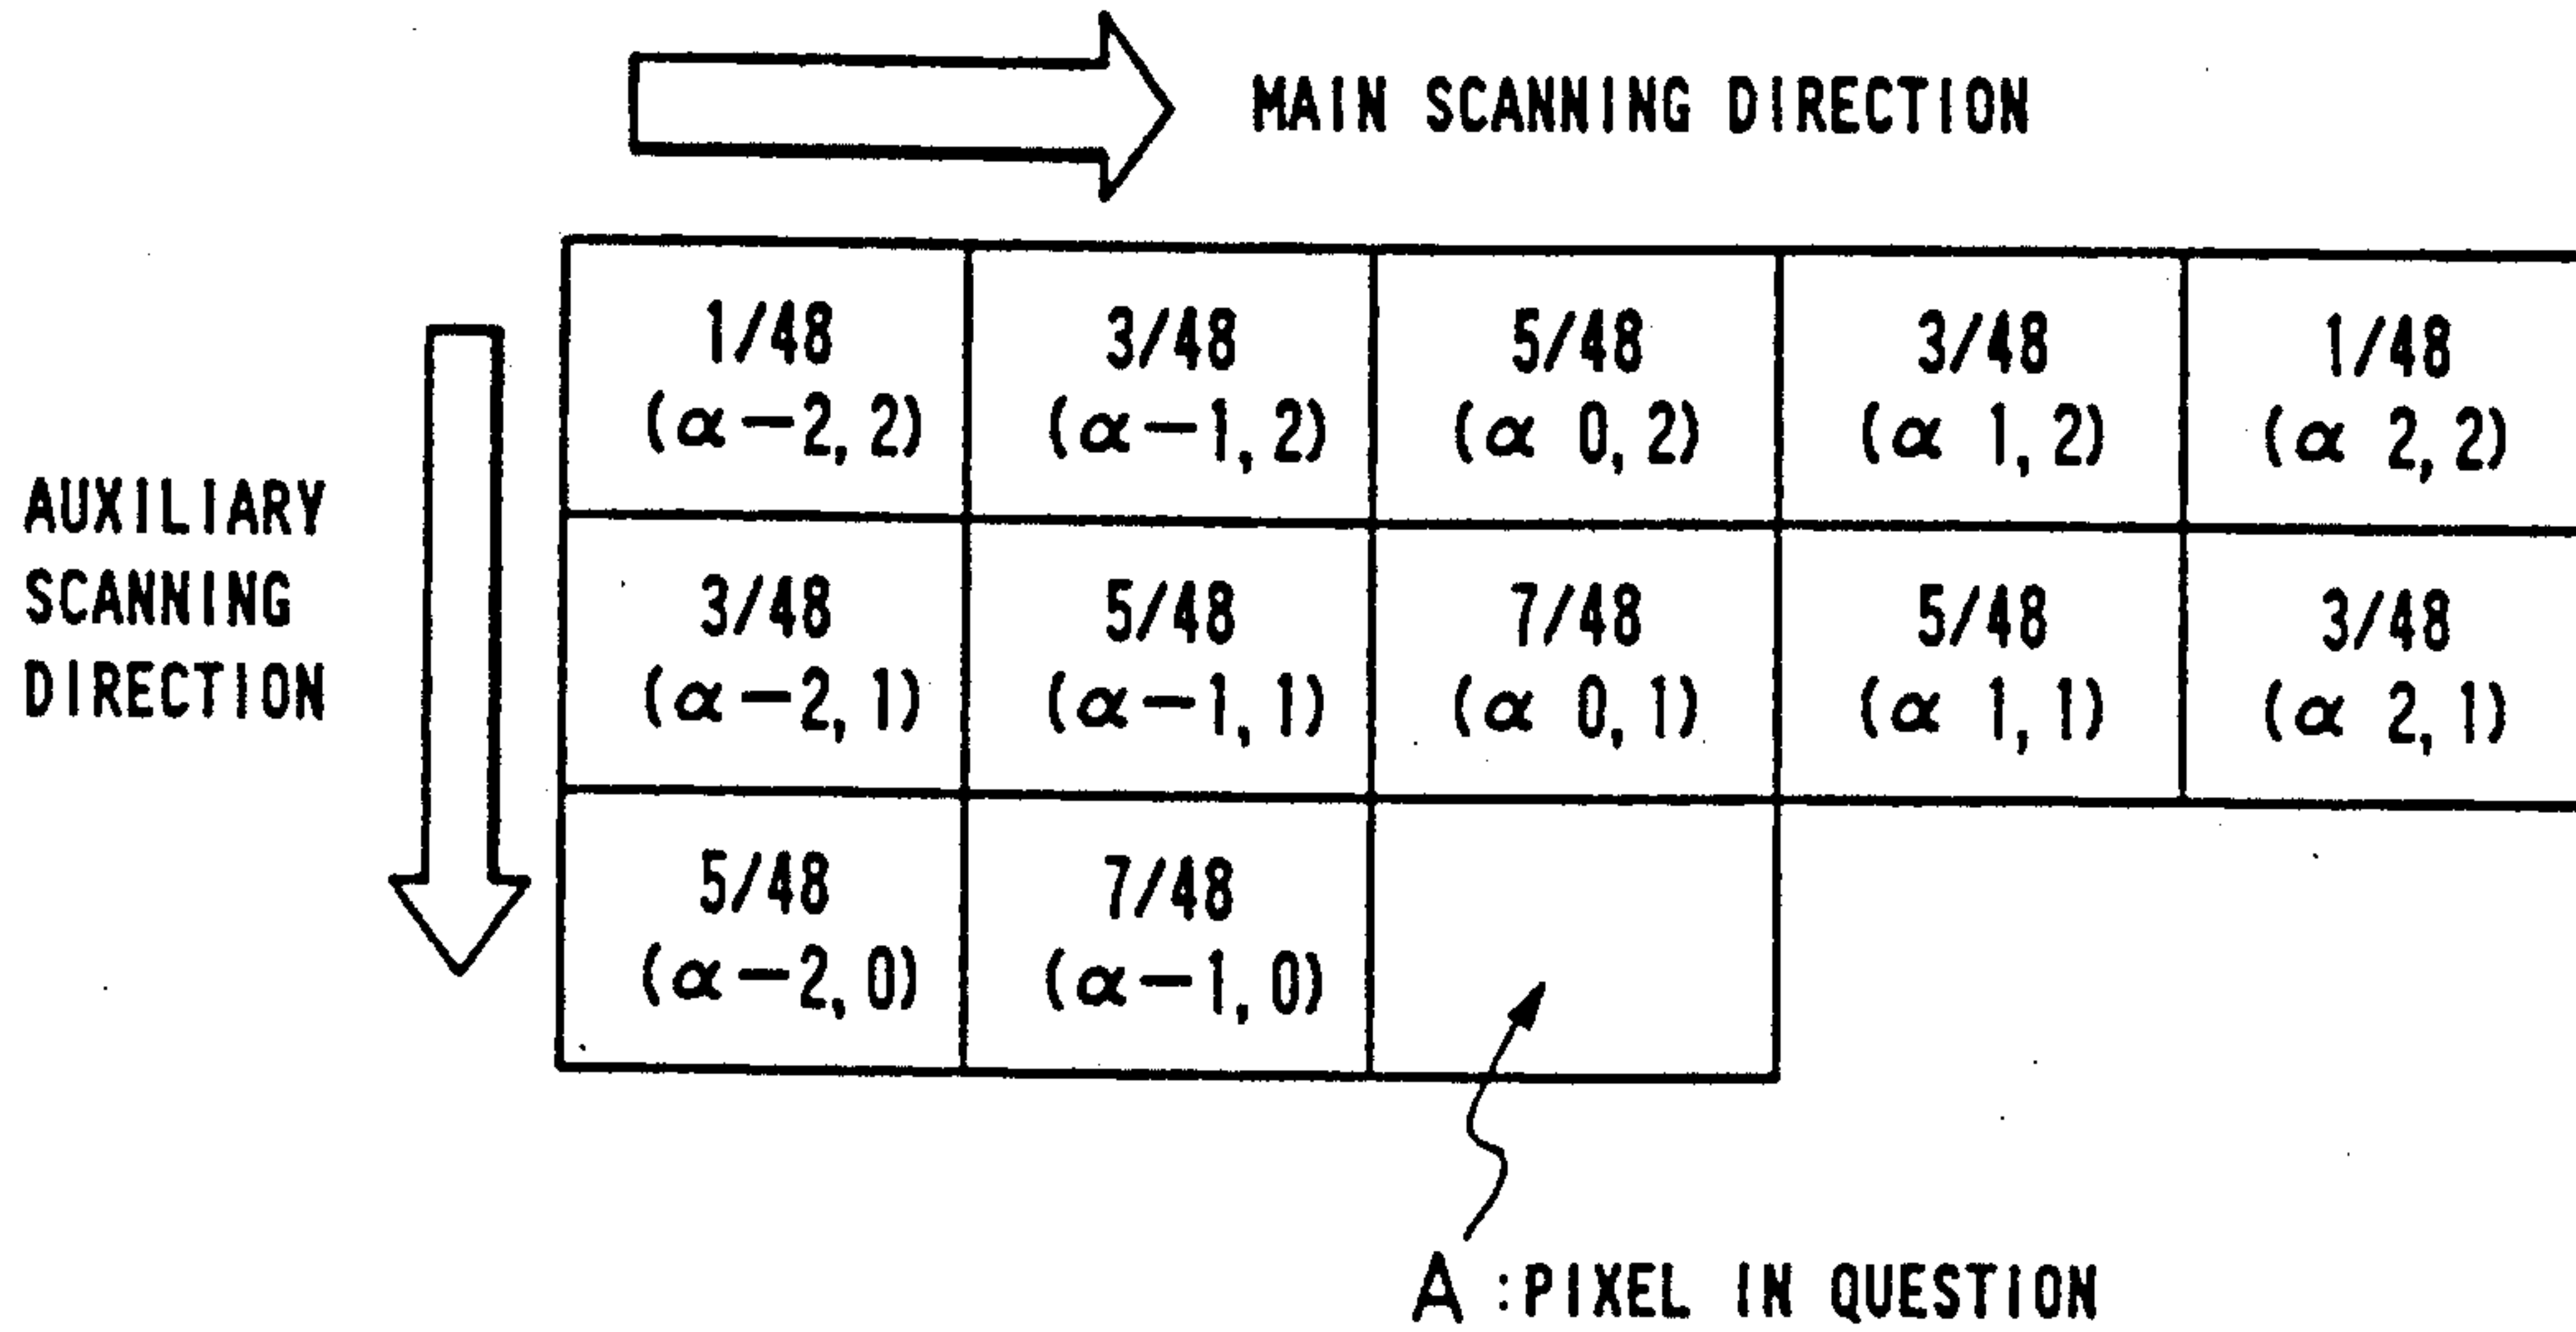 MAIN SCANNING DIRECTION
AUXILIARY
SCANNING
DIRECTION
1/48 3/48 5/48 3/48 1/48
(α−2, 2) (α−1, 2) (α 0, 2) (α 1, 2) (α 2, 2)
3/48 5/48 7/48 5/48 3/48
(α−2, 1) (α−1, 1) (α 0, 1) (α 1, 1) (α 2, 1)
5/48 7/48
(α−2, 0) (α−1, 0)
A :PIXEL IN QUESTION